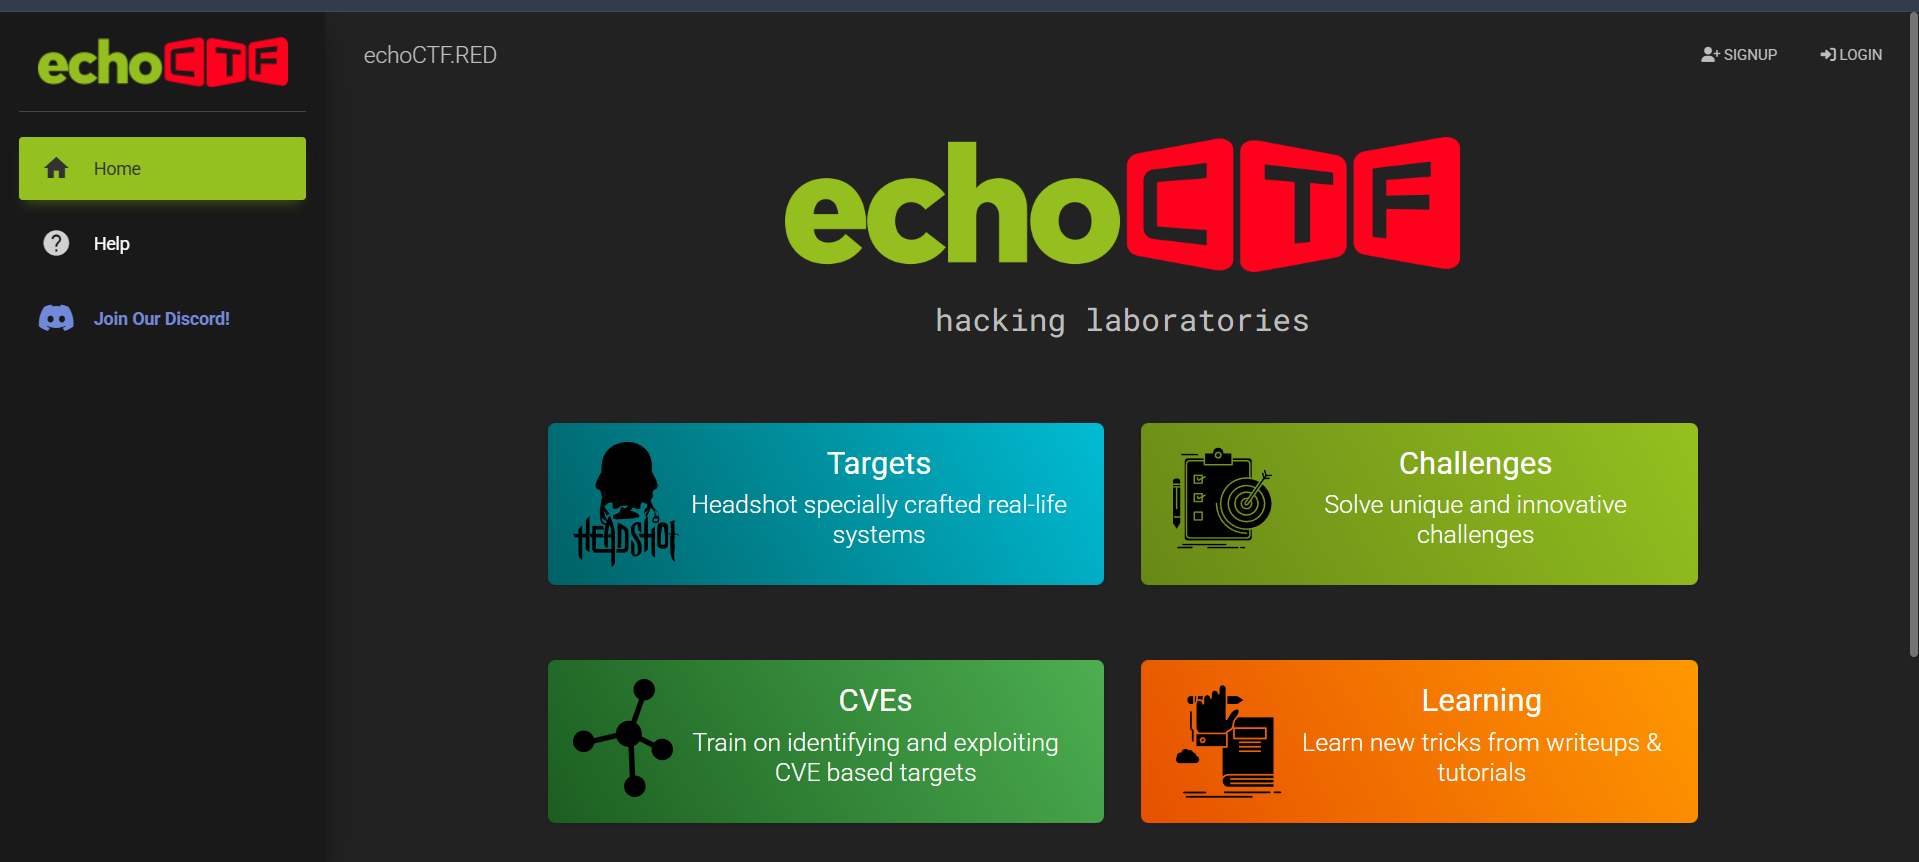 echoCTF
echoCTF.RED
SIGNUP
LOGIN
Home
Help
Join Our Discord!
echoCTF
hacking laboratories
Targets
Headshot specially crafted real-life
systems
HEADSHOT
Challenges
Solve unique and innovative
challenges
CVEs
Train on identifying and exploiting
CVE based targets
Learning
Learn new tricks from writeups &
tutorials